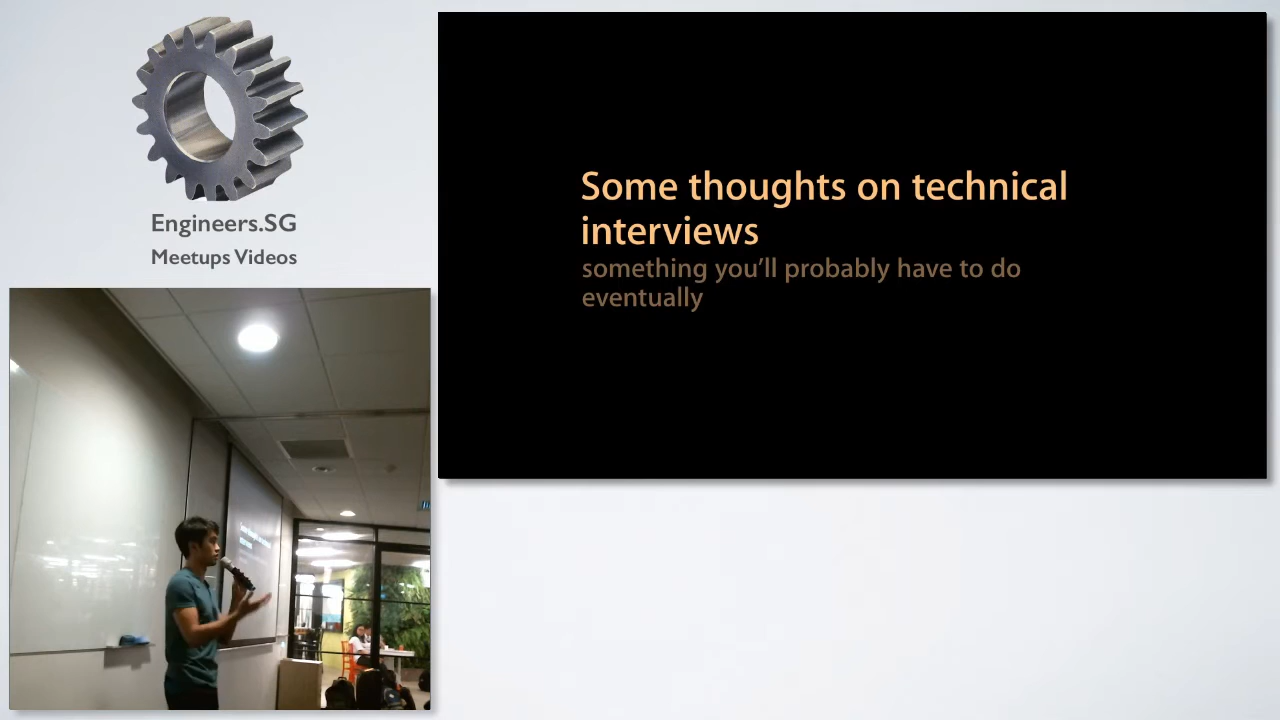 Engineers.SG
Meetups Videos
Some thoughts on technical
interviews
something you’ll probably have to do
eventually